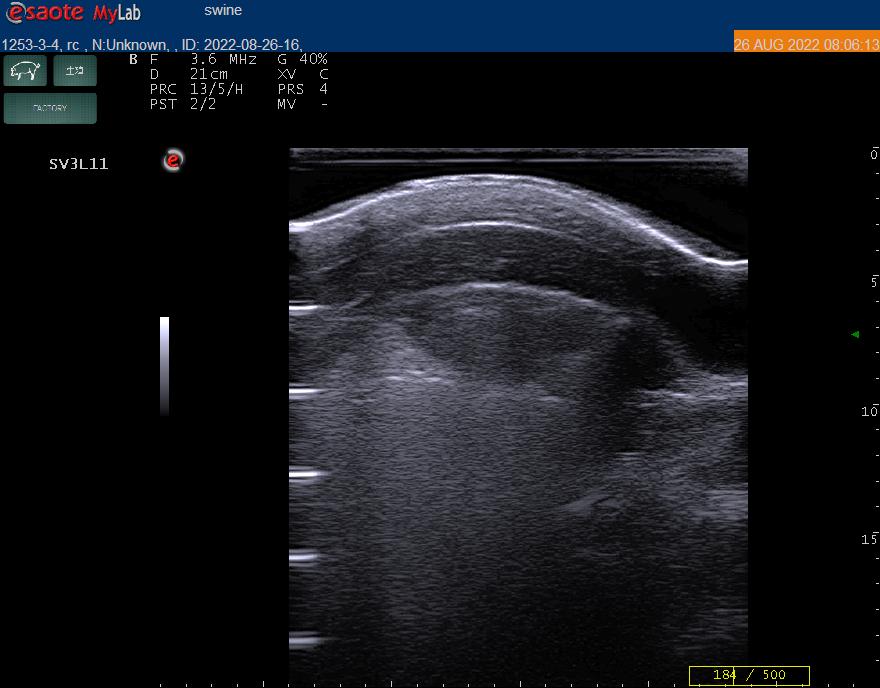 esaote MyLab
swine
1253-3-4, rc , N:Unknown, , ID: 2022-08-26-16,
26 AUG 2022 08:06:13
B F 3.6 MHz G 40%
D 21cm XV C
PRC 13/5/H PRS 4
PST 2/2 MV -
土猪
FACTORY
SV3L11
e
0
5
10
15
184 / 500